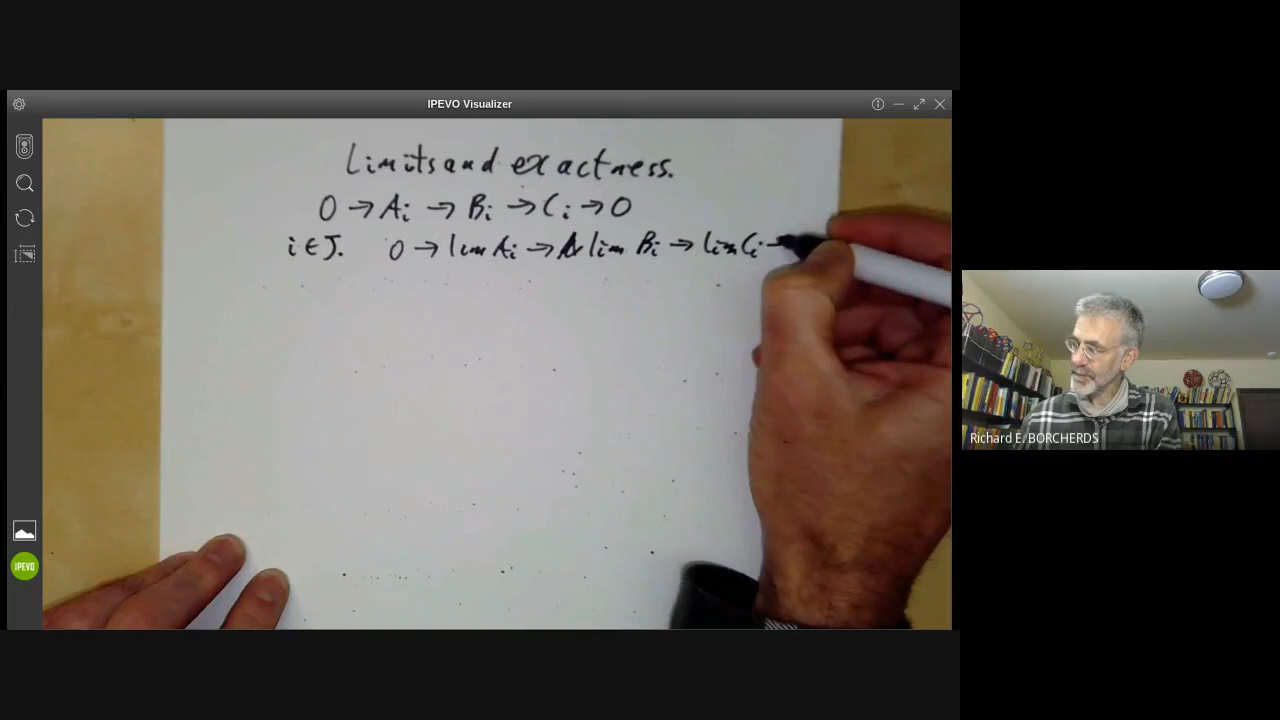 IPEVO Visualizer
Limits and exactness.
0 → Aᵢ → Bᵢ → Cᵢ → 0
i ∈ J. 0 → lim Aᵢ → lim Bᵢ → lim Cᵢ →
IPEVO
Richard E. BORCHERDS